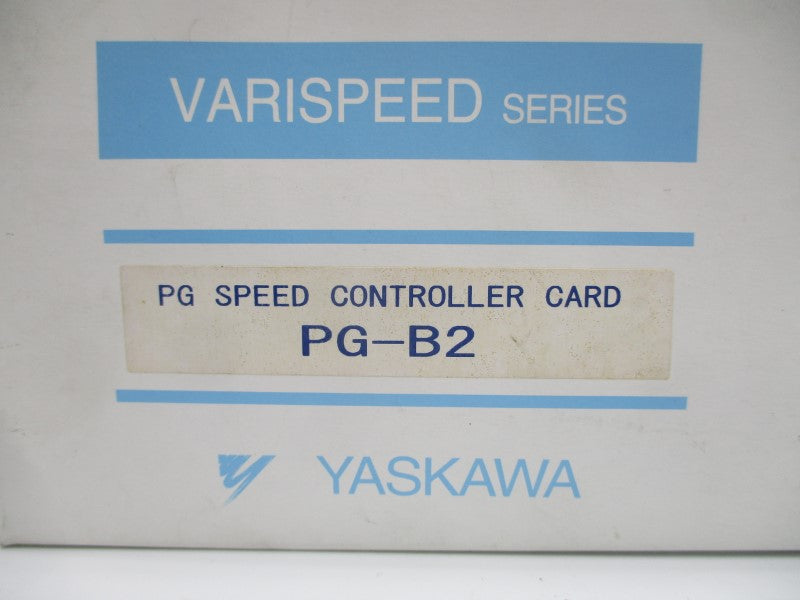 VARISPEED SERIES
PG SPEED CONTROLLER CARD
PG-B2
YASKAWA